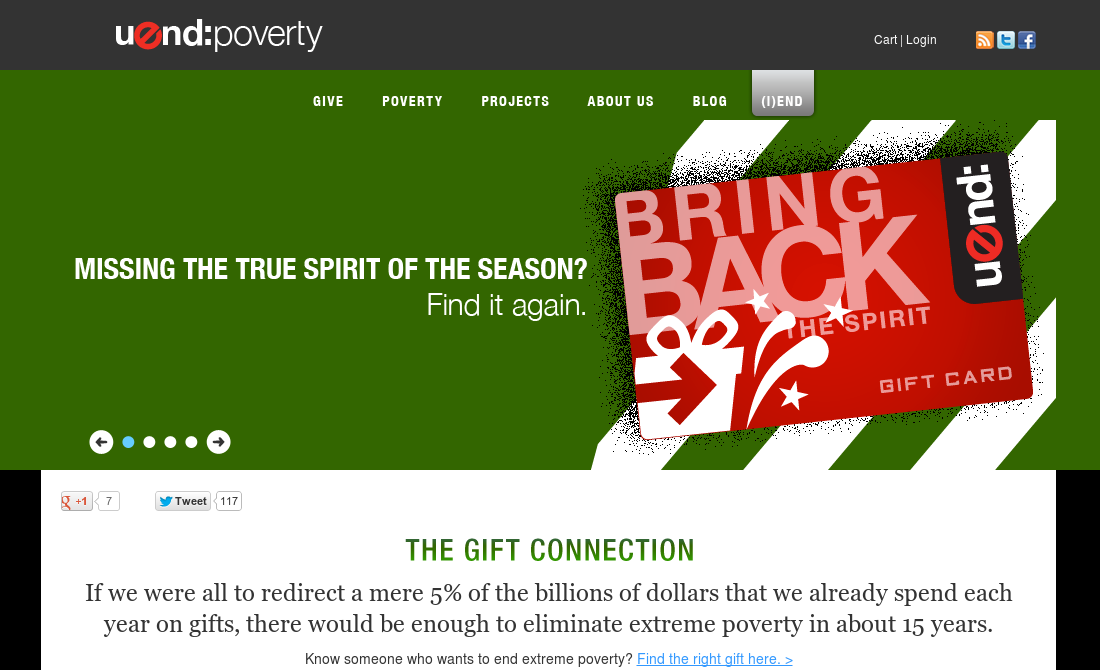 uend:poverty
Cart | Login
GIVE POVERTY PROJECTS ABOUT US BLOG (I)END
MISSING THE TRUE SPIRIT OF THE SEASON?
Find it again.
BRING
BACK
THE SPIRIT
GIFT CARD
uend:
+1 7 Tweet 117
THE GIFT CONNECTION
If we were all to redirect a mere 5% of the billions of dollars that we already spend each
year on gifts, there would be enough to eliminate extreme poverty in about 15 years.
Know someone who wants to end extreme poverty? Find the right gift here. >